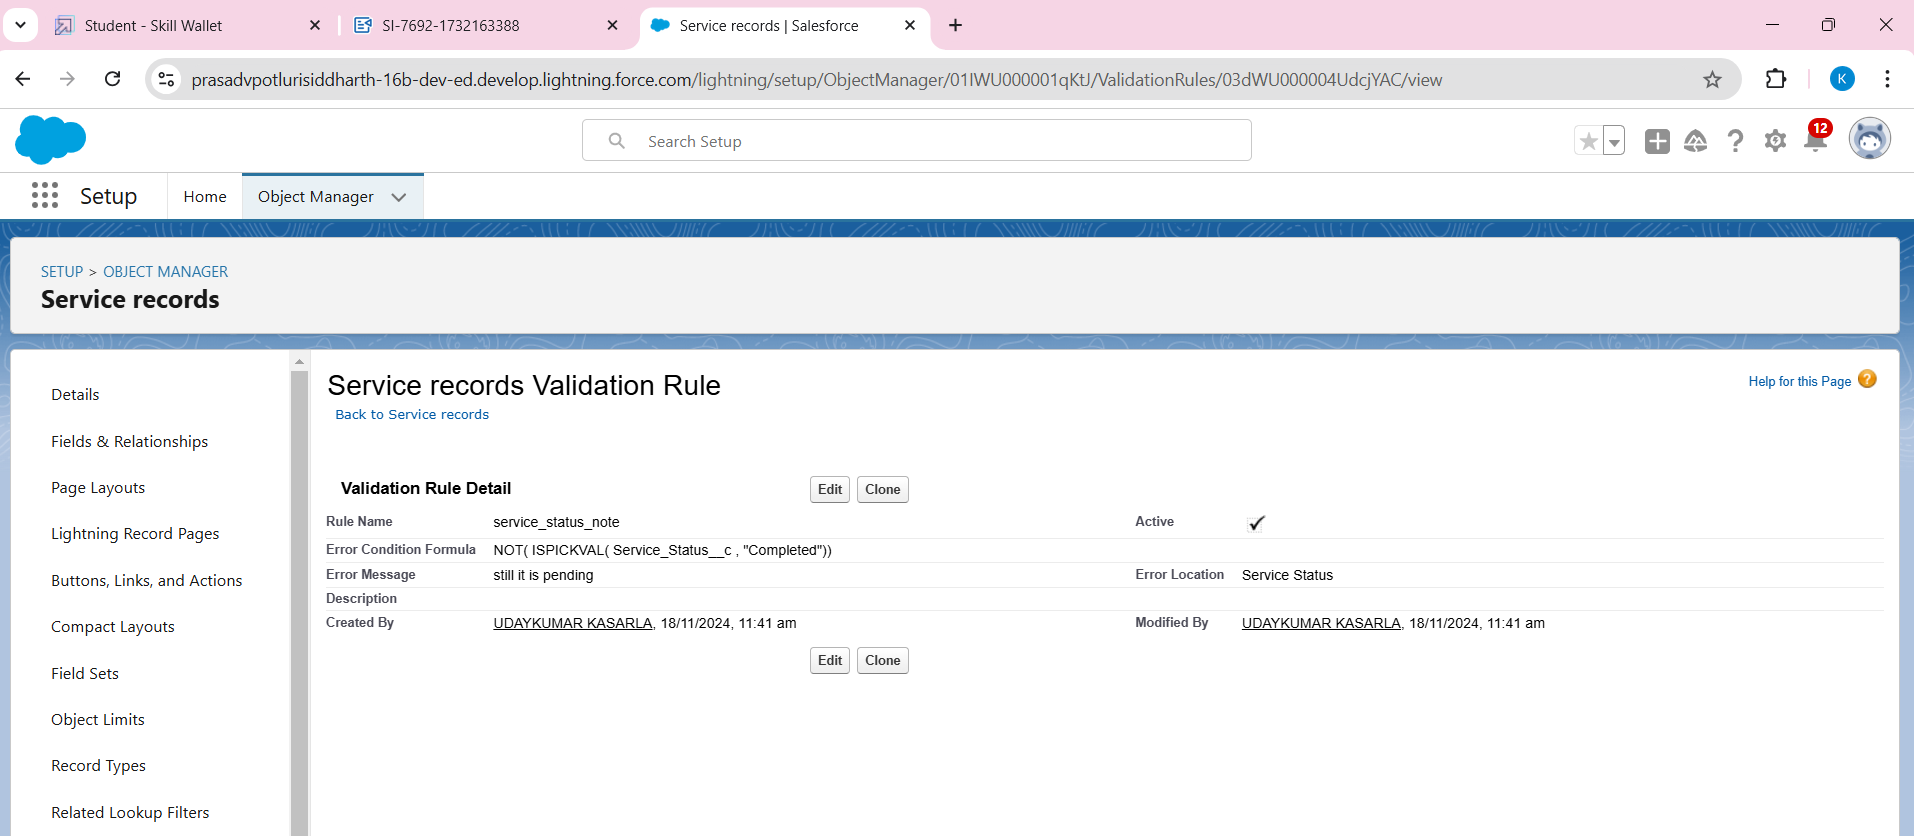 Student - Skill Wallet
SI-7692-1732163388
Service records | Salesforce
prasadvpotlurisiddharth-16b-dev-ed.develop.lightning.force.com/lightning/setup/ObjectManager/01IWU000001qKtJ/ValidationRules/03dWU000004UdcjYAC/view
K
Search Setup
12
Setup
Home
Object Manager
SETUP > OBJECT MANAGER
Service records
Details
Fields & Relationships
Page Layouts
Lightning Record Pages
Buttons, Links, and Actions
Compact Layouts
Field Sets
Object Limits
Record Types
Related Lookup Filters
Service records Validation Rule
Help for this Page ?
Back to Service records
Validation Rule Detail
Edit Clone
Rule Name service_status_note Active
Error Condition Formula NOT( ISPICKVAL( Service_Status__c , "Completed"))
Error Message still it is pending Error Location Service Status
Description
Created By UDAYKUMAR KASARLA, 18/11/2024, 11:41 am Modified By UDAYKUMAR KASARLA, 18/11/2024, 11:41 am
Edit Clone